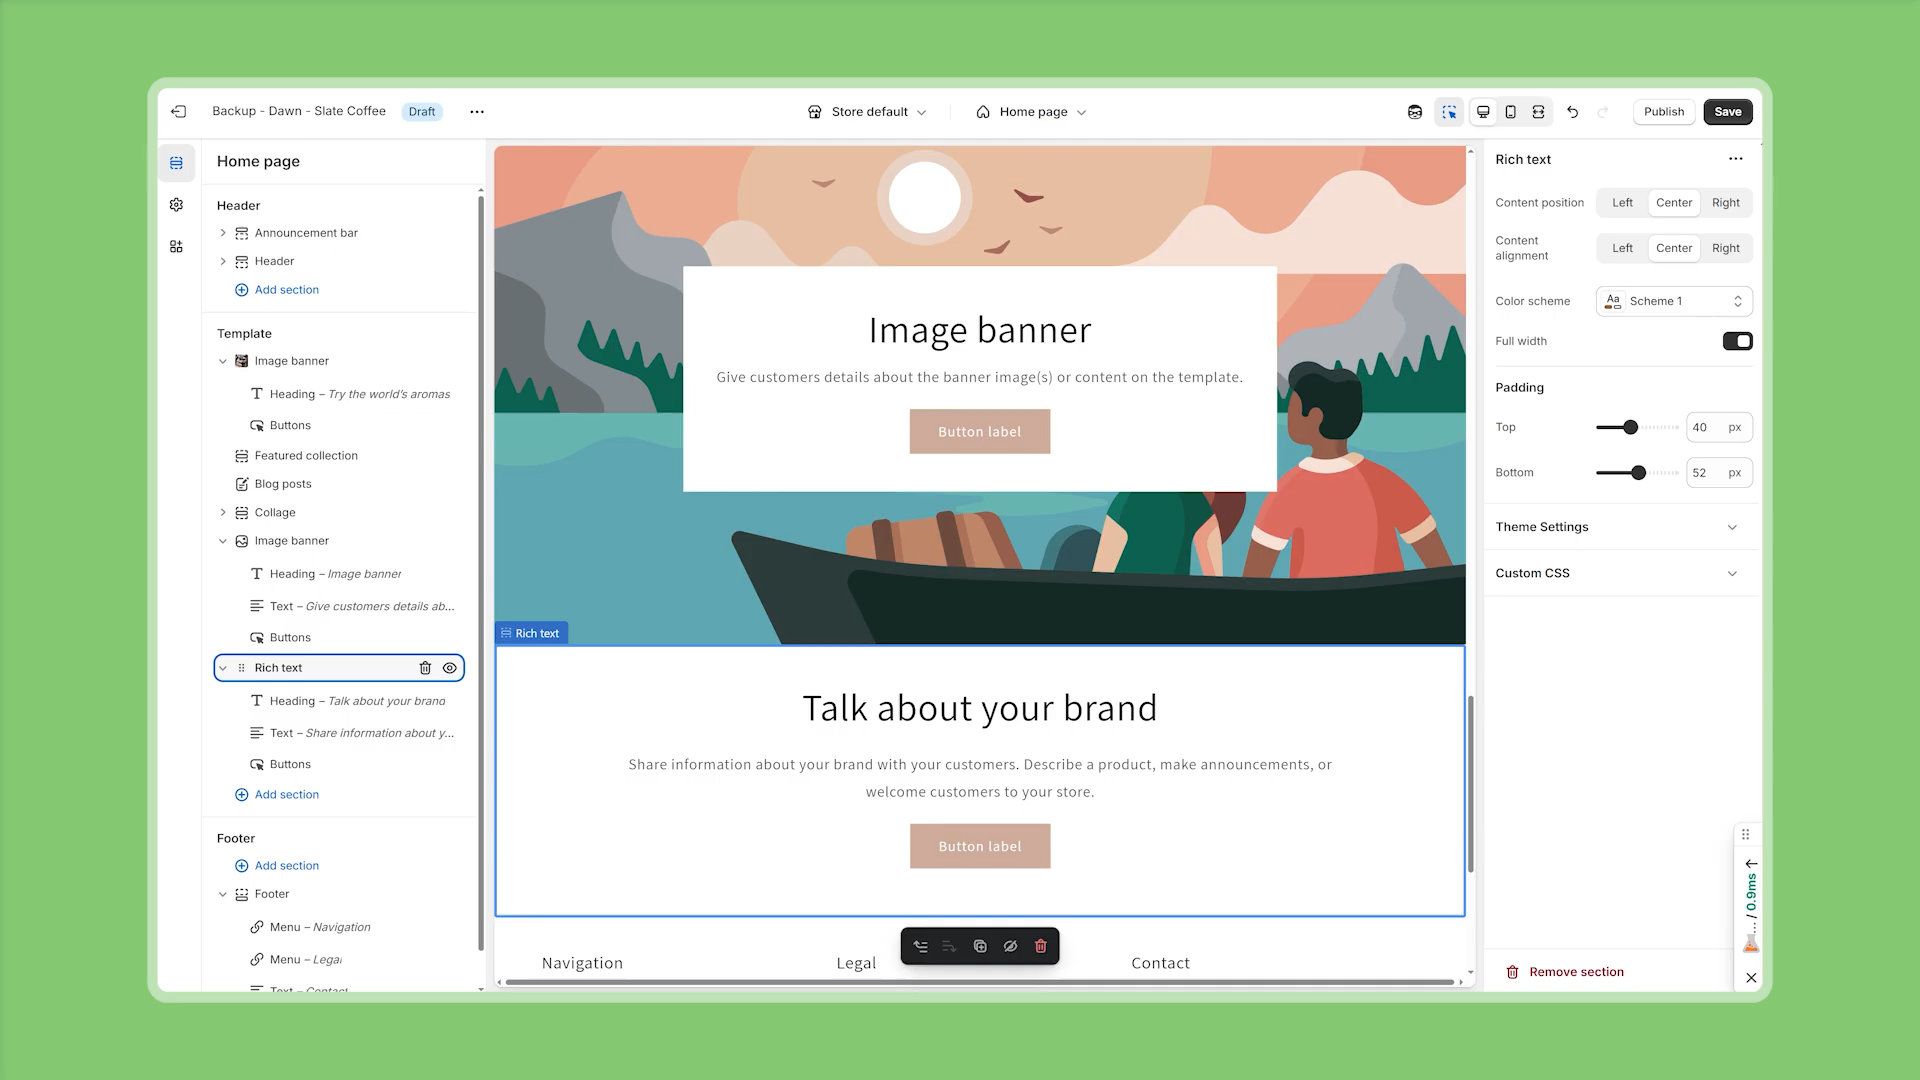 Backup - Dawn - Slate Coffee
Draft
Store default
Home page
Publish
Save
Home page
Header
Announcement bar
Header
Add section
Template
Image banner
Heading – Try the world's aromas
Buttons
Featured collection
Blog posts
Collage
Image banner
Heading – Image banner
Text – Give customers details ab...
Buttons
Rich text
Heading – Talk about your brand
Text – Share information about y...
Buttons
Add section
Footer
Add section
Footer
Menu – Navigation
Menu – Legal
Text – Contact
Image banner
Give customers details about the banner image(s) or content on the template.
Button label
Rich text
Talk about your brand
Share information about your brand with your customers. Describe a product, make announcements, or
welcome customers to your store.
Button label
Navigation
Legal
Contact
Rich text
Content position
Left
Center
Right
Content
alignment
Left
Center
Right
Color scheme
Aa
Scheme 1
Full width
Padding
Top
40
px
Bottom
52
px
Theme Settings
Custom CSS
... / 0.9ms
Remove section